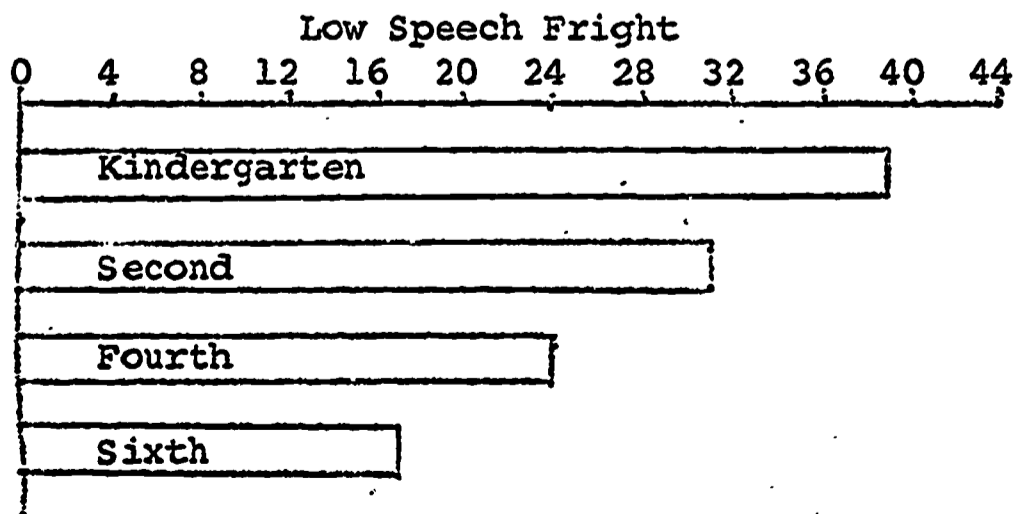 Low Speech Fright
0 4 8 12 16 20 24 28 32 36 40 44
Kindergarten
Second
Fourth
Sixth